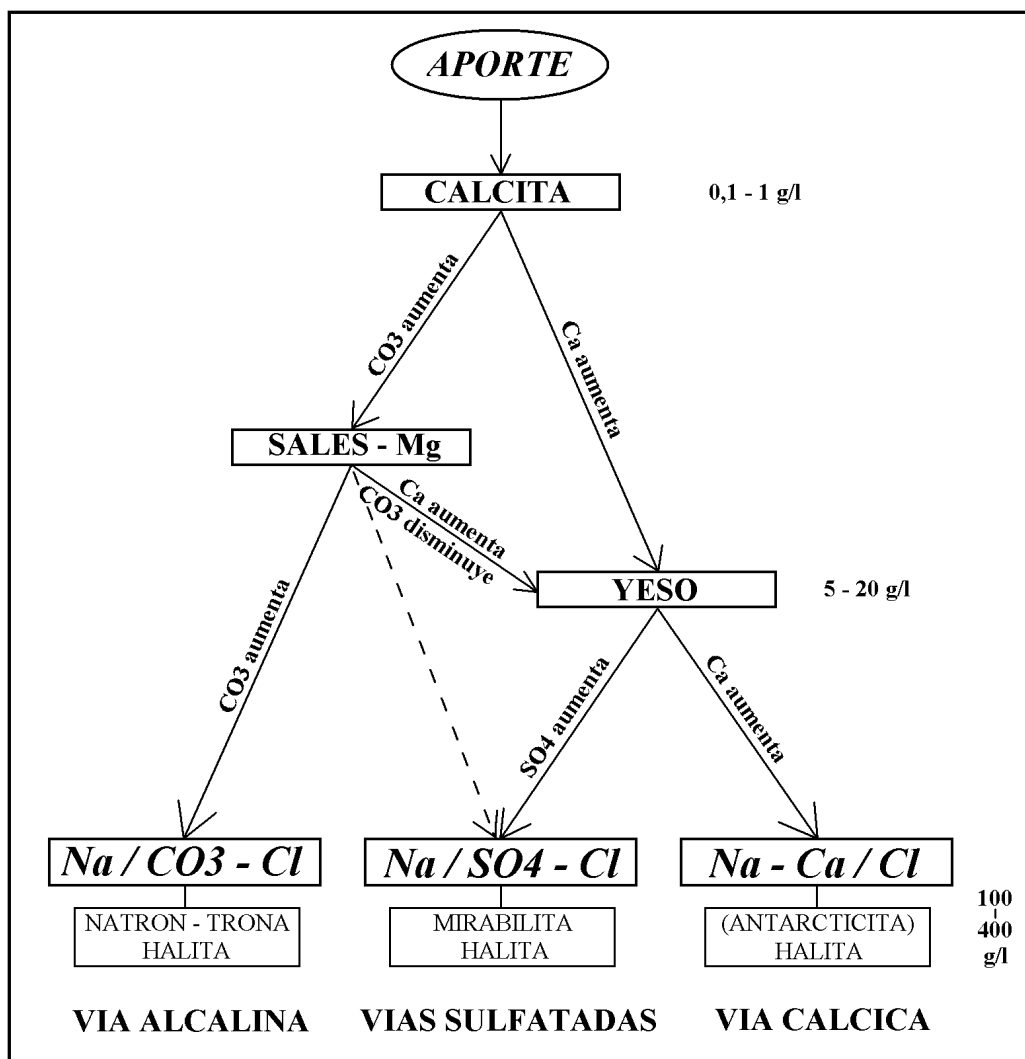 APORTE
CALCITA
0,1 - 1 g/l
CO3 aumenta
Ca aumenta
SALES - Mg
Ca aumenta
CO3 disminuye
YESO
5 - 20 g/l
CO3 aumenta
SO4 aumenta
Ca aumenta
Na / CO3 - Cl
Na / SO4 - Cl
Na - Ca / Cl
NATRON - TRONA
HALITA
MIRABILITA
HALITA
(ANTARCTICITA)
HALITA
100
-
400
g/l
VIA ALCALINA
VIAS SULFATADAS
VIA CALCICA